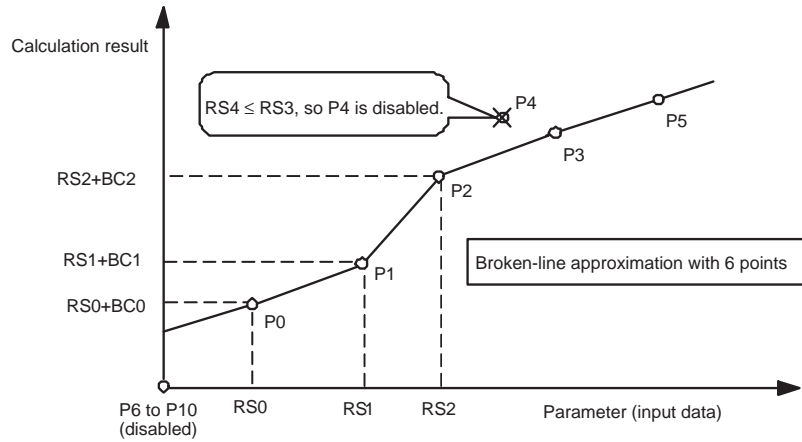 Calculation result
RS4 ≤ RS3, so P4 is disabled.
P4
P5
P3
RS2+BC2
P2
RS1+BC1
P1
Broken-line approximation with 6 points
RS0+BC0
P0
P6 to P10
(disabled)
RS0
RS1
RS2
Parameter (input data)